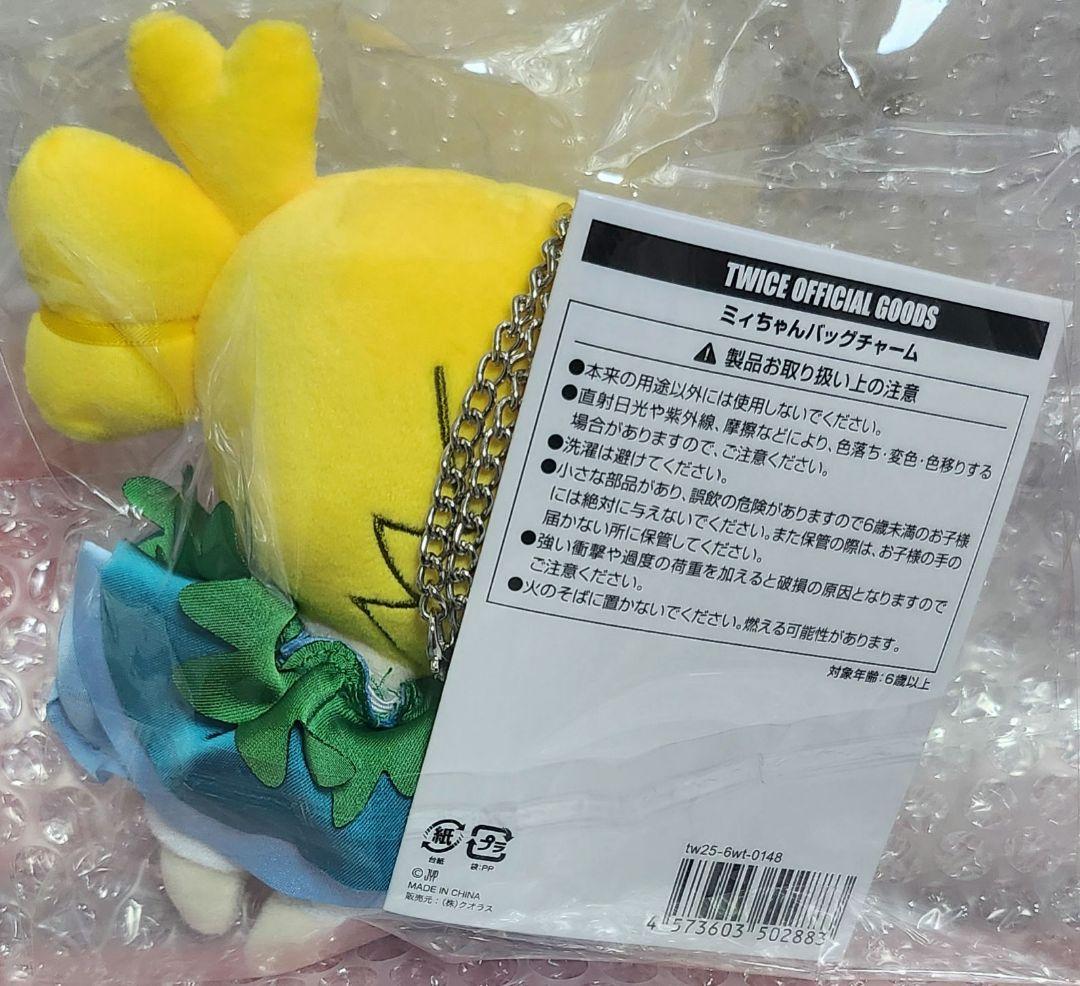 TWICE OFFICIAL GOODS
ミィちゃんバッグチャーム
製品お取り扱い上の注意
●本来の用途以外には使用しないでください。
●直射日光や紫外線、摩擦などにより、色落ち・変色・色移りする
場合がありますので、ご注意ください。
●洗濯は避けてください。
●小さな部品があり、誤飲の危険がありますので6歳未満のお子様
には絶対に与えないでください。また保管の際は、お子様の手の
届かない所に保管してください。
●強い衝撃や過度の荷重を加えると破損の原因となりますので
ご注意ください。
●火のそばに置かないでください。燃える可能性があります。
対象年齢:6歳以上
紙 プラ
台紙 袋:PP
©JYP
MADE IN CHINA
販売元:(株)クオラス
tw25-6wt-0148
4 573603 502883